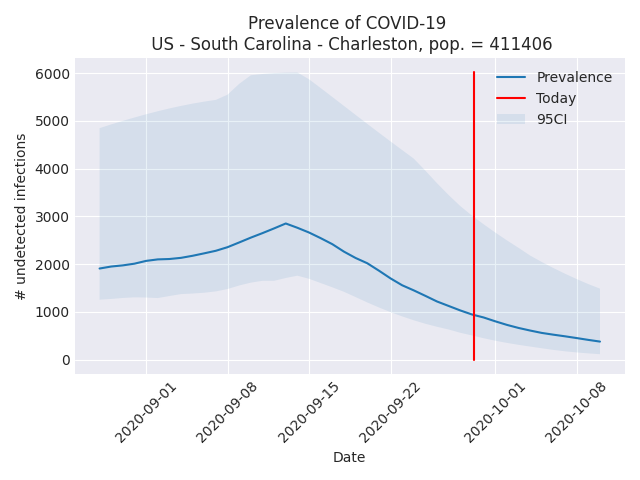 Prevalence of COVID-19
US - South Carolina - Charleston, pop. = 411406
6000
5000
4000
3000
2000
1000
0
# undetected infections
Prevalence
Today
95CI
2020-09-01
2020-09-08
2020-09-15
2020-09-22
2020-10-01
2020-10-08
Date